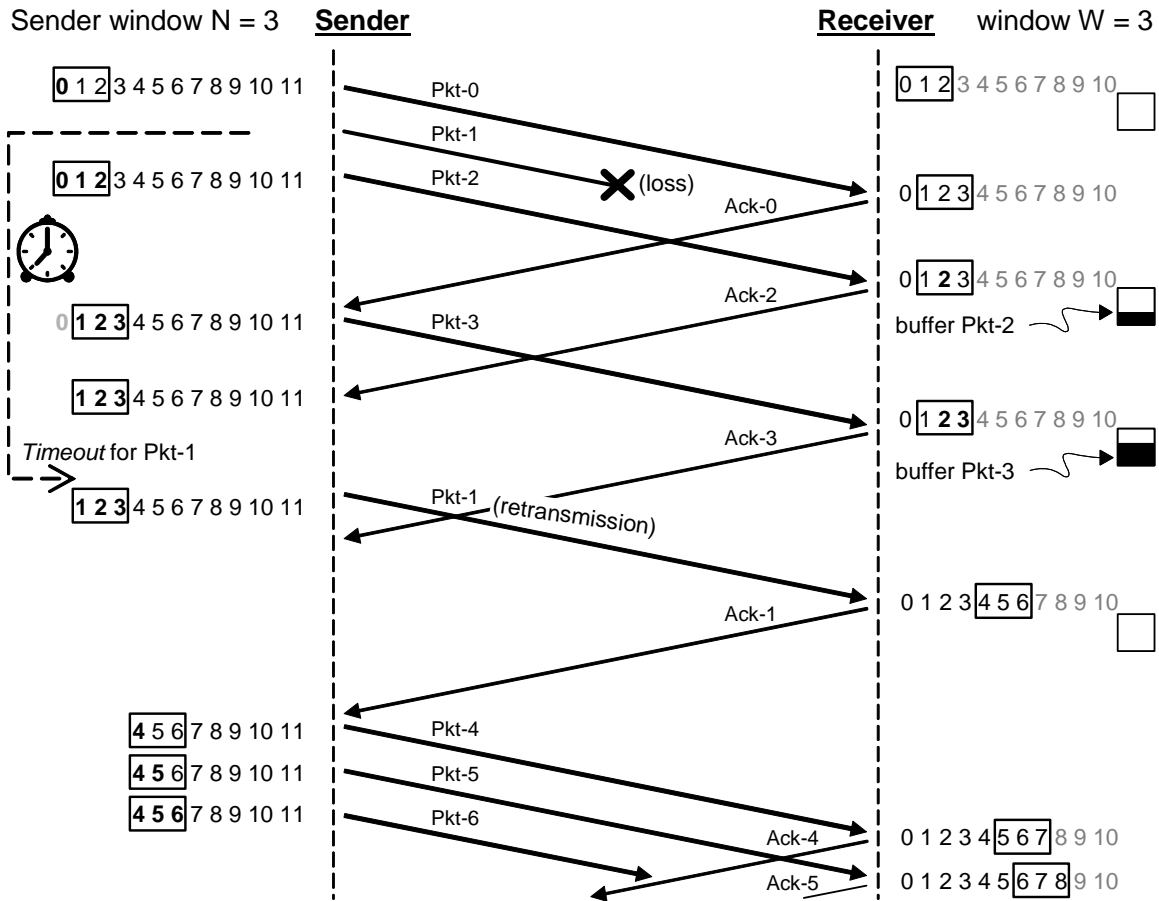 Sender window N = 3 Sender Receiver window W = 3
0 1 2 3 4 5 6 7 8 9 10 11
Pkt-0
0 1 2 3 4 5 6 7 8 9 10
Pkt-1
0 1 2 3 4 5 6 7 8 9 10 11
Pkt-2
(loss)
Ack-0
0 1 2 3 4 5 6 7 8 9 10
0 1 2 3 4 5 6 7 8 9 10
Ack-2
0 1 2 3 4 5 6 7 8 9 10 11
Pkt-3
buffer Pkt-2
1 2 3 4 5 6 7 8 9 10 11
0 1 2 3 4 5 6 7 8 9 10
Ack-3
Timeout for Pkt-1
buffer Pkt-3
1 2 3 4 5 6 7 8 9 10 11
Pkt-1
(retransmission)
0 1 2 3 4 5 6 7 8 9 10
Ack-1
4 5 6 7 8 9 10 11
Pkt-4
4 5 6 7 8 9 10 11
Pkt-5
4 5 6 7 8 9 10 11
Pkt-6
Ack-4
0 1 2 3 4 5 6 7 8 9 10
Ack-5
0 1 2 3 4 5 6 7 8 9 10